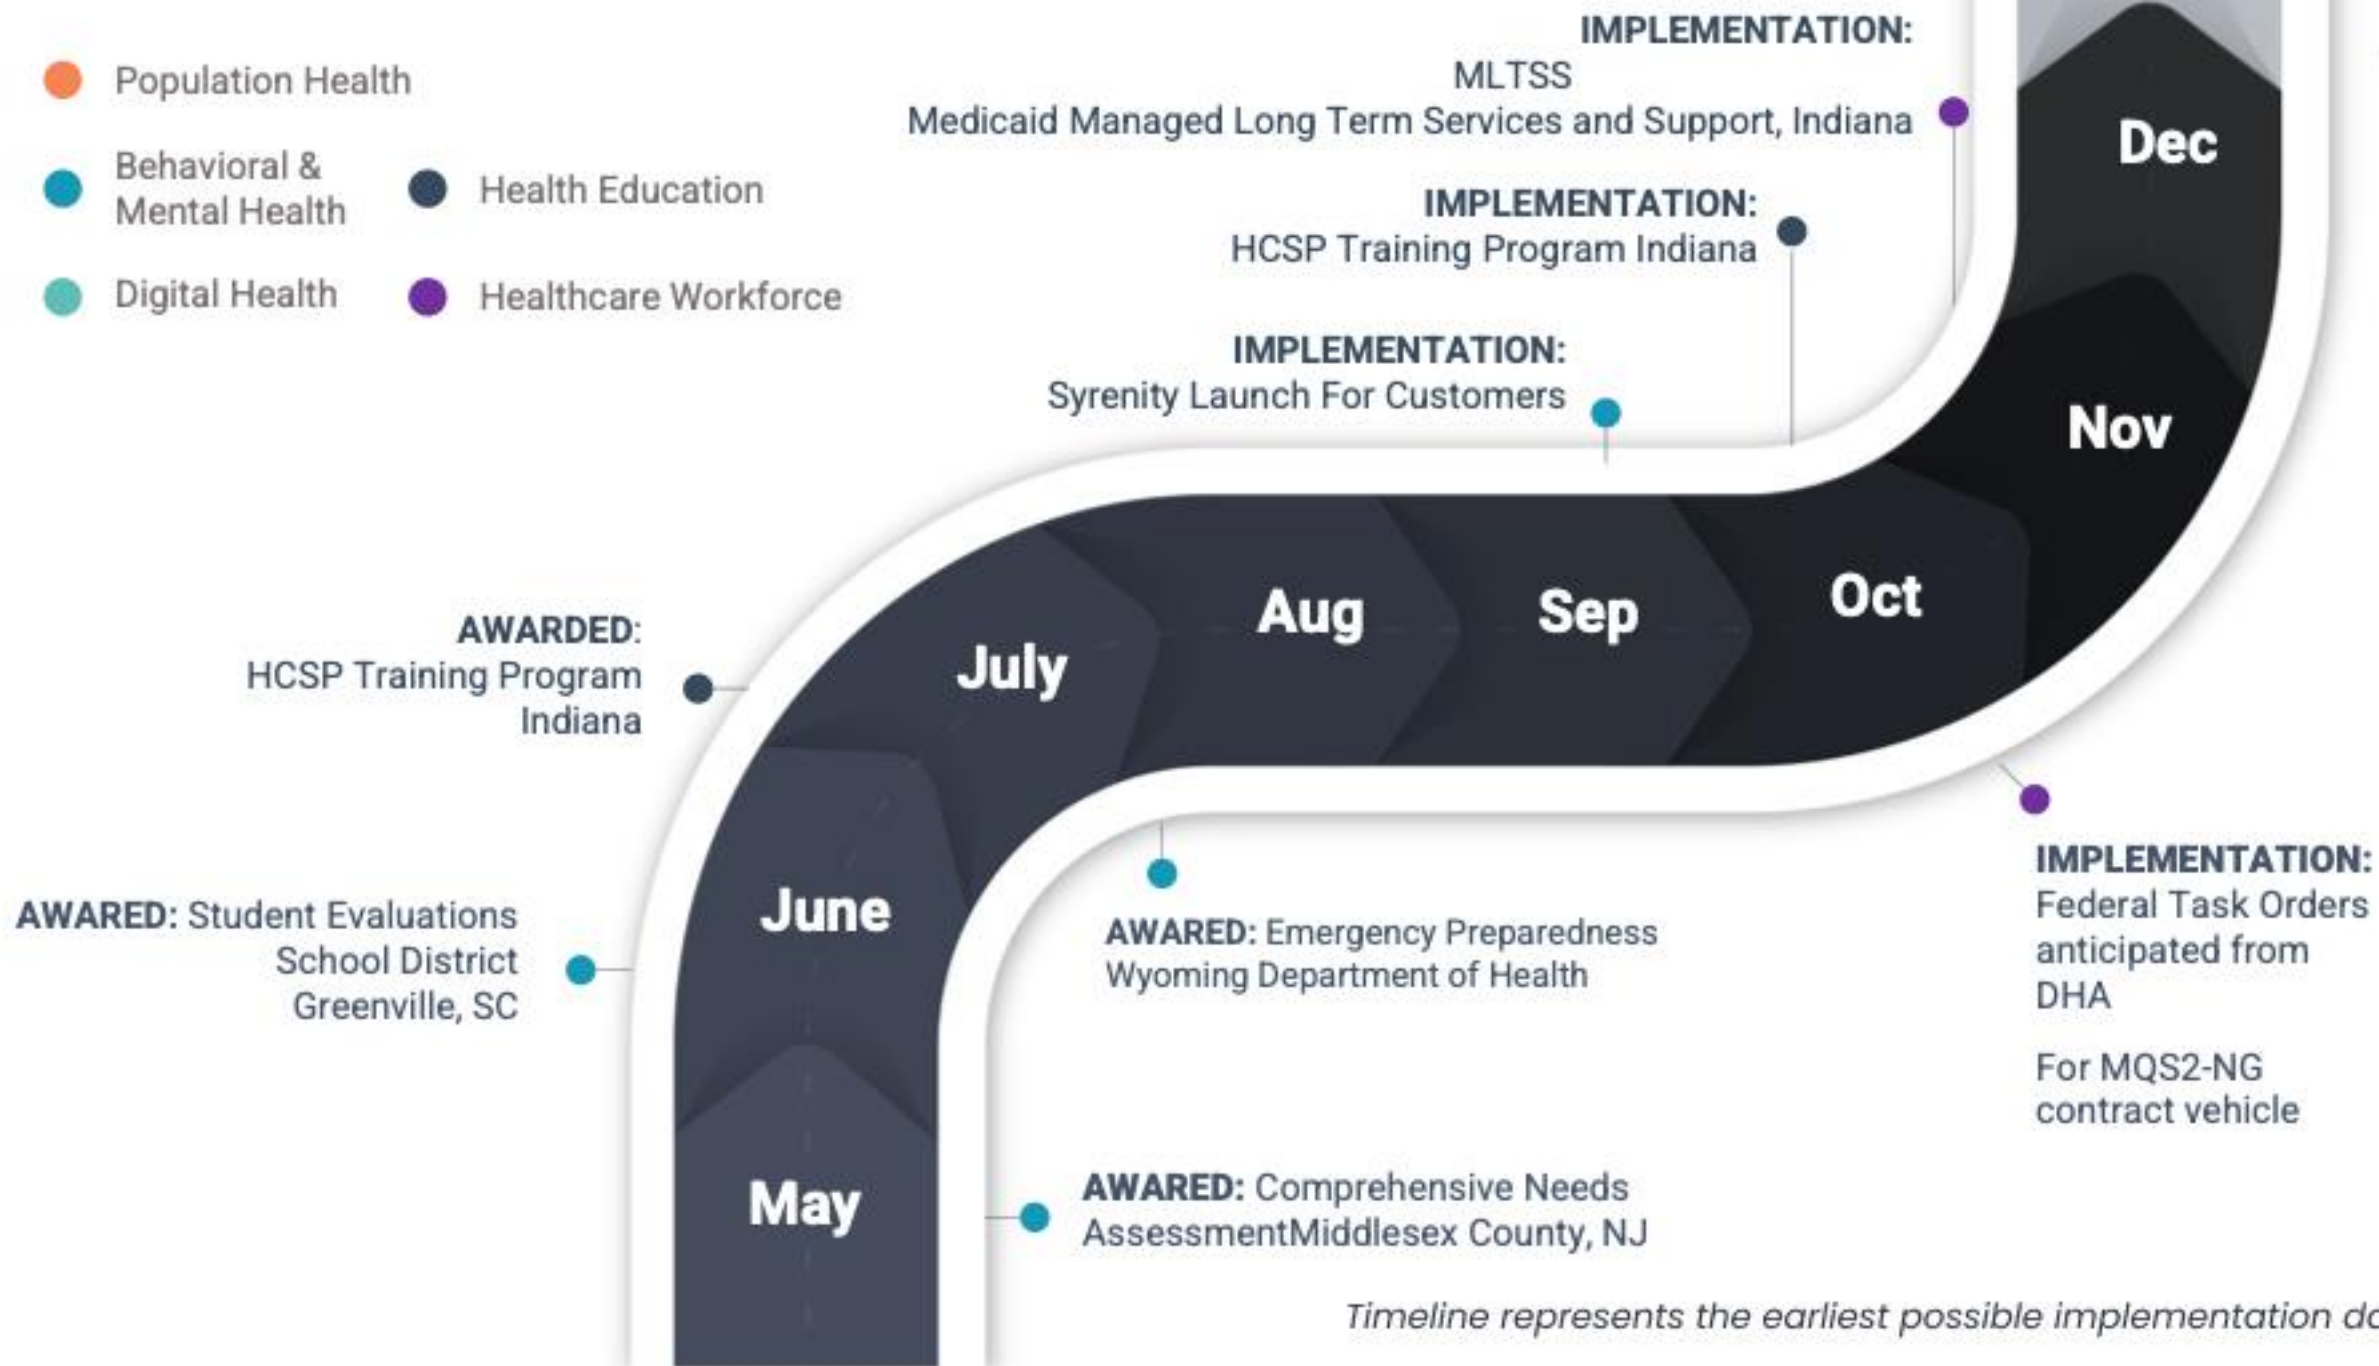 Population Health
Behavioral &
Mental Health
Digital Health
Health Education
Healthcare Workforce
IMPLEMENTATION:
MLTSS
Medicaid Managed Long Term Services and Support, Indiana
IMPLEMENTATION:
HCSP Training Program Indiana
IMPLEMENTATION:
Syrenity Launch For Customers
Dec
Nov
Oct
Sep
Aug
July
June
May
AWARDED:
HCSP Training Program
Indiana
AWARED: Student Evaluations
School District
Greenville, SC
AWARED: Emergency Preparedness
Wyoming Department of Health
IMPLEMENTATION:
Federal Task Orders
anticipated from
DHA
For MQS2-NG
contract vehicle
AWARED: Comprehensive Needs
AssessmentMiddlesex County, NJ
Timeline represents the earliest possible implementation